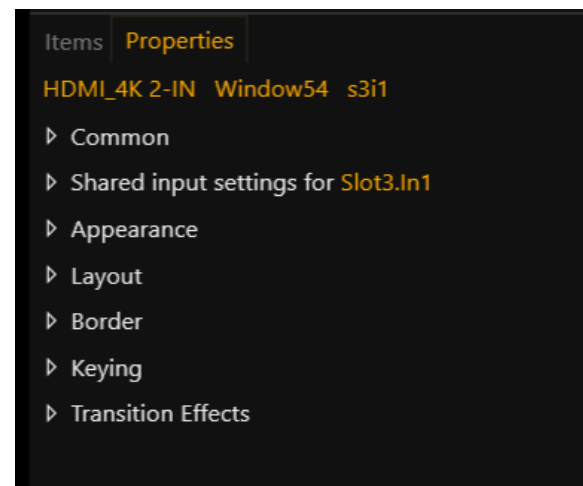 Items Properties
HDMI_4K 2-IN Window54 s3i1
Common
Shared input settings for Slot3.In1
Appearance
Layout
Border
Keying
Transition Effects